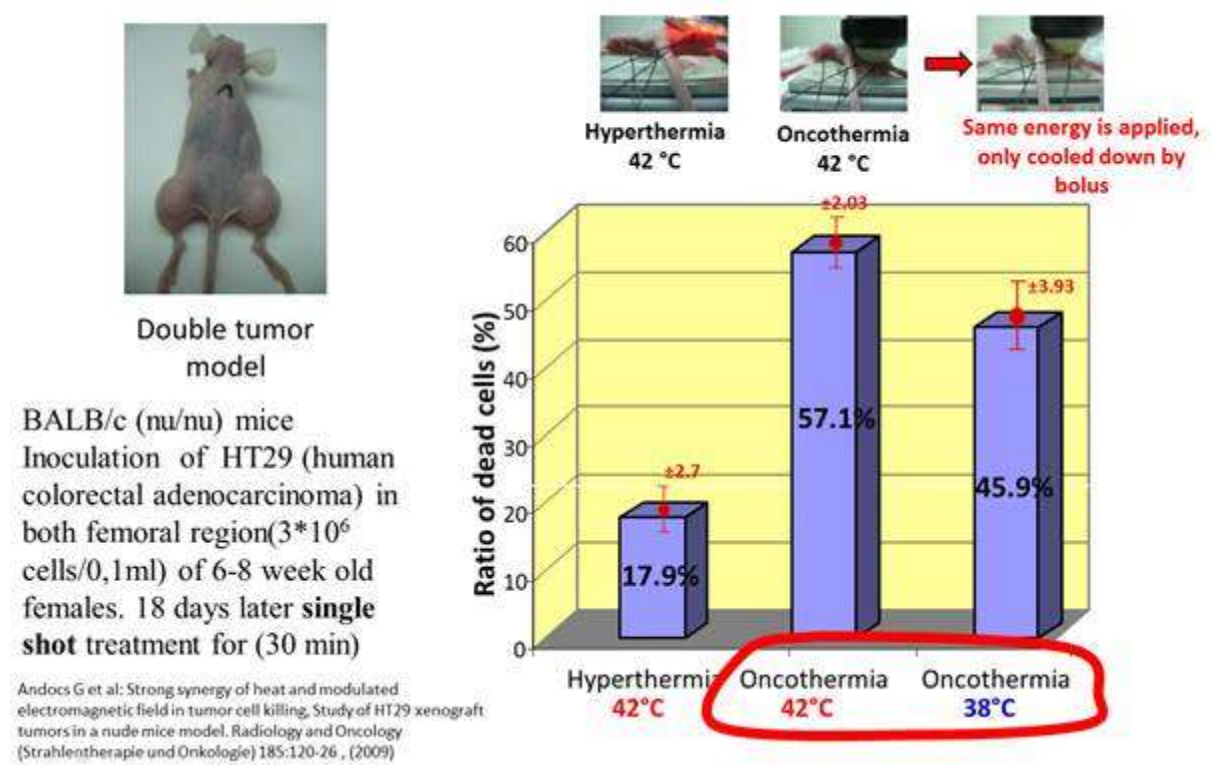 Double tumor
model
BALB/c (nu/nu) mice
Inoculation of HT29 (human
colorectal adenocarcinoma) in
both femoral region(3*10⁶
cells/0,1ml) of 6-8 week old
females. 18 days later single
shot treatment for (30 min)
Andocs G et al: Strong synergy of heat and modulated
electromagnetic field in tumor cell killing, Study of HT29 xenograft
tumors in a nude mice model. Radiology and Oncology
(Strahlentherapie und Onkologie) 185:120-26 , (2009)
Hyperthermia
42 °C
Oncothermia
42 °C
Same energy is applied,
only cooled down by
bolus
Ratio of dead cells (%)
60
50
40
30
20
10
0
±2.7
17.9%
±2.03
57.1%
±3.93
45.9%
Hyperthermi
42°C
Oncothermia
42°C
Oncothermia
38°C